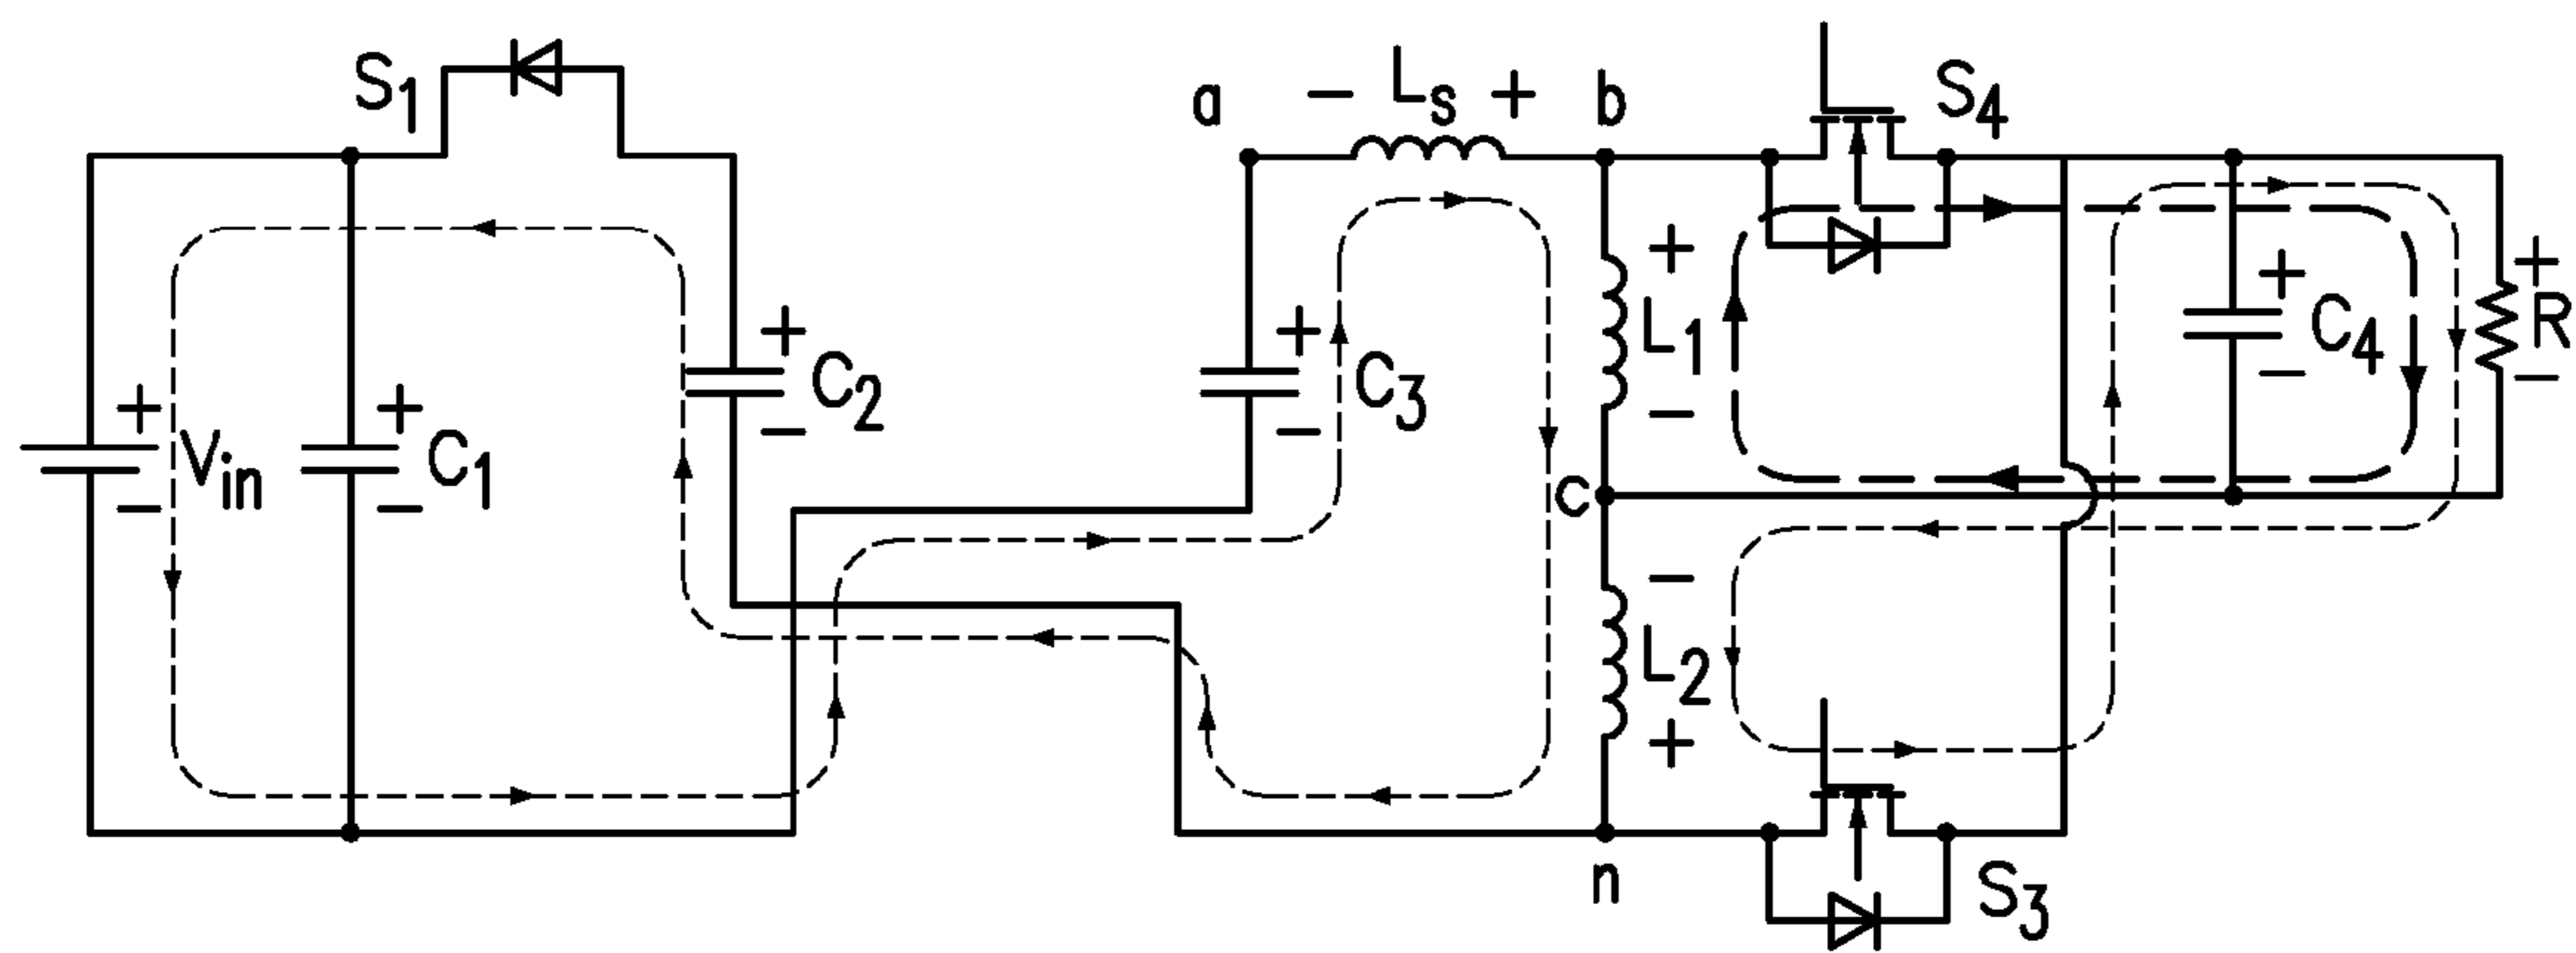 S1
a
- Ls +
b
S4
+
Vin
-
+
C1
-
+
C2
-
+
C3
-
+
L1
-
c
-
L2
+
n
+
C4
-
+
R
-
S3